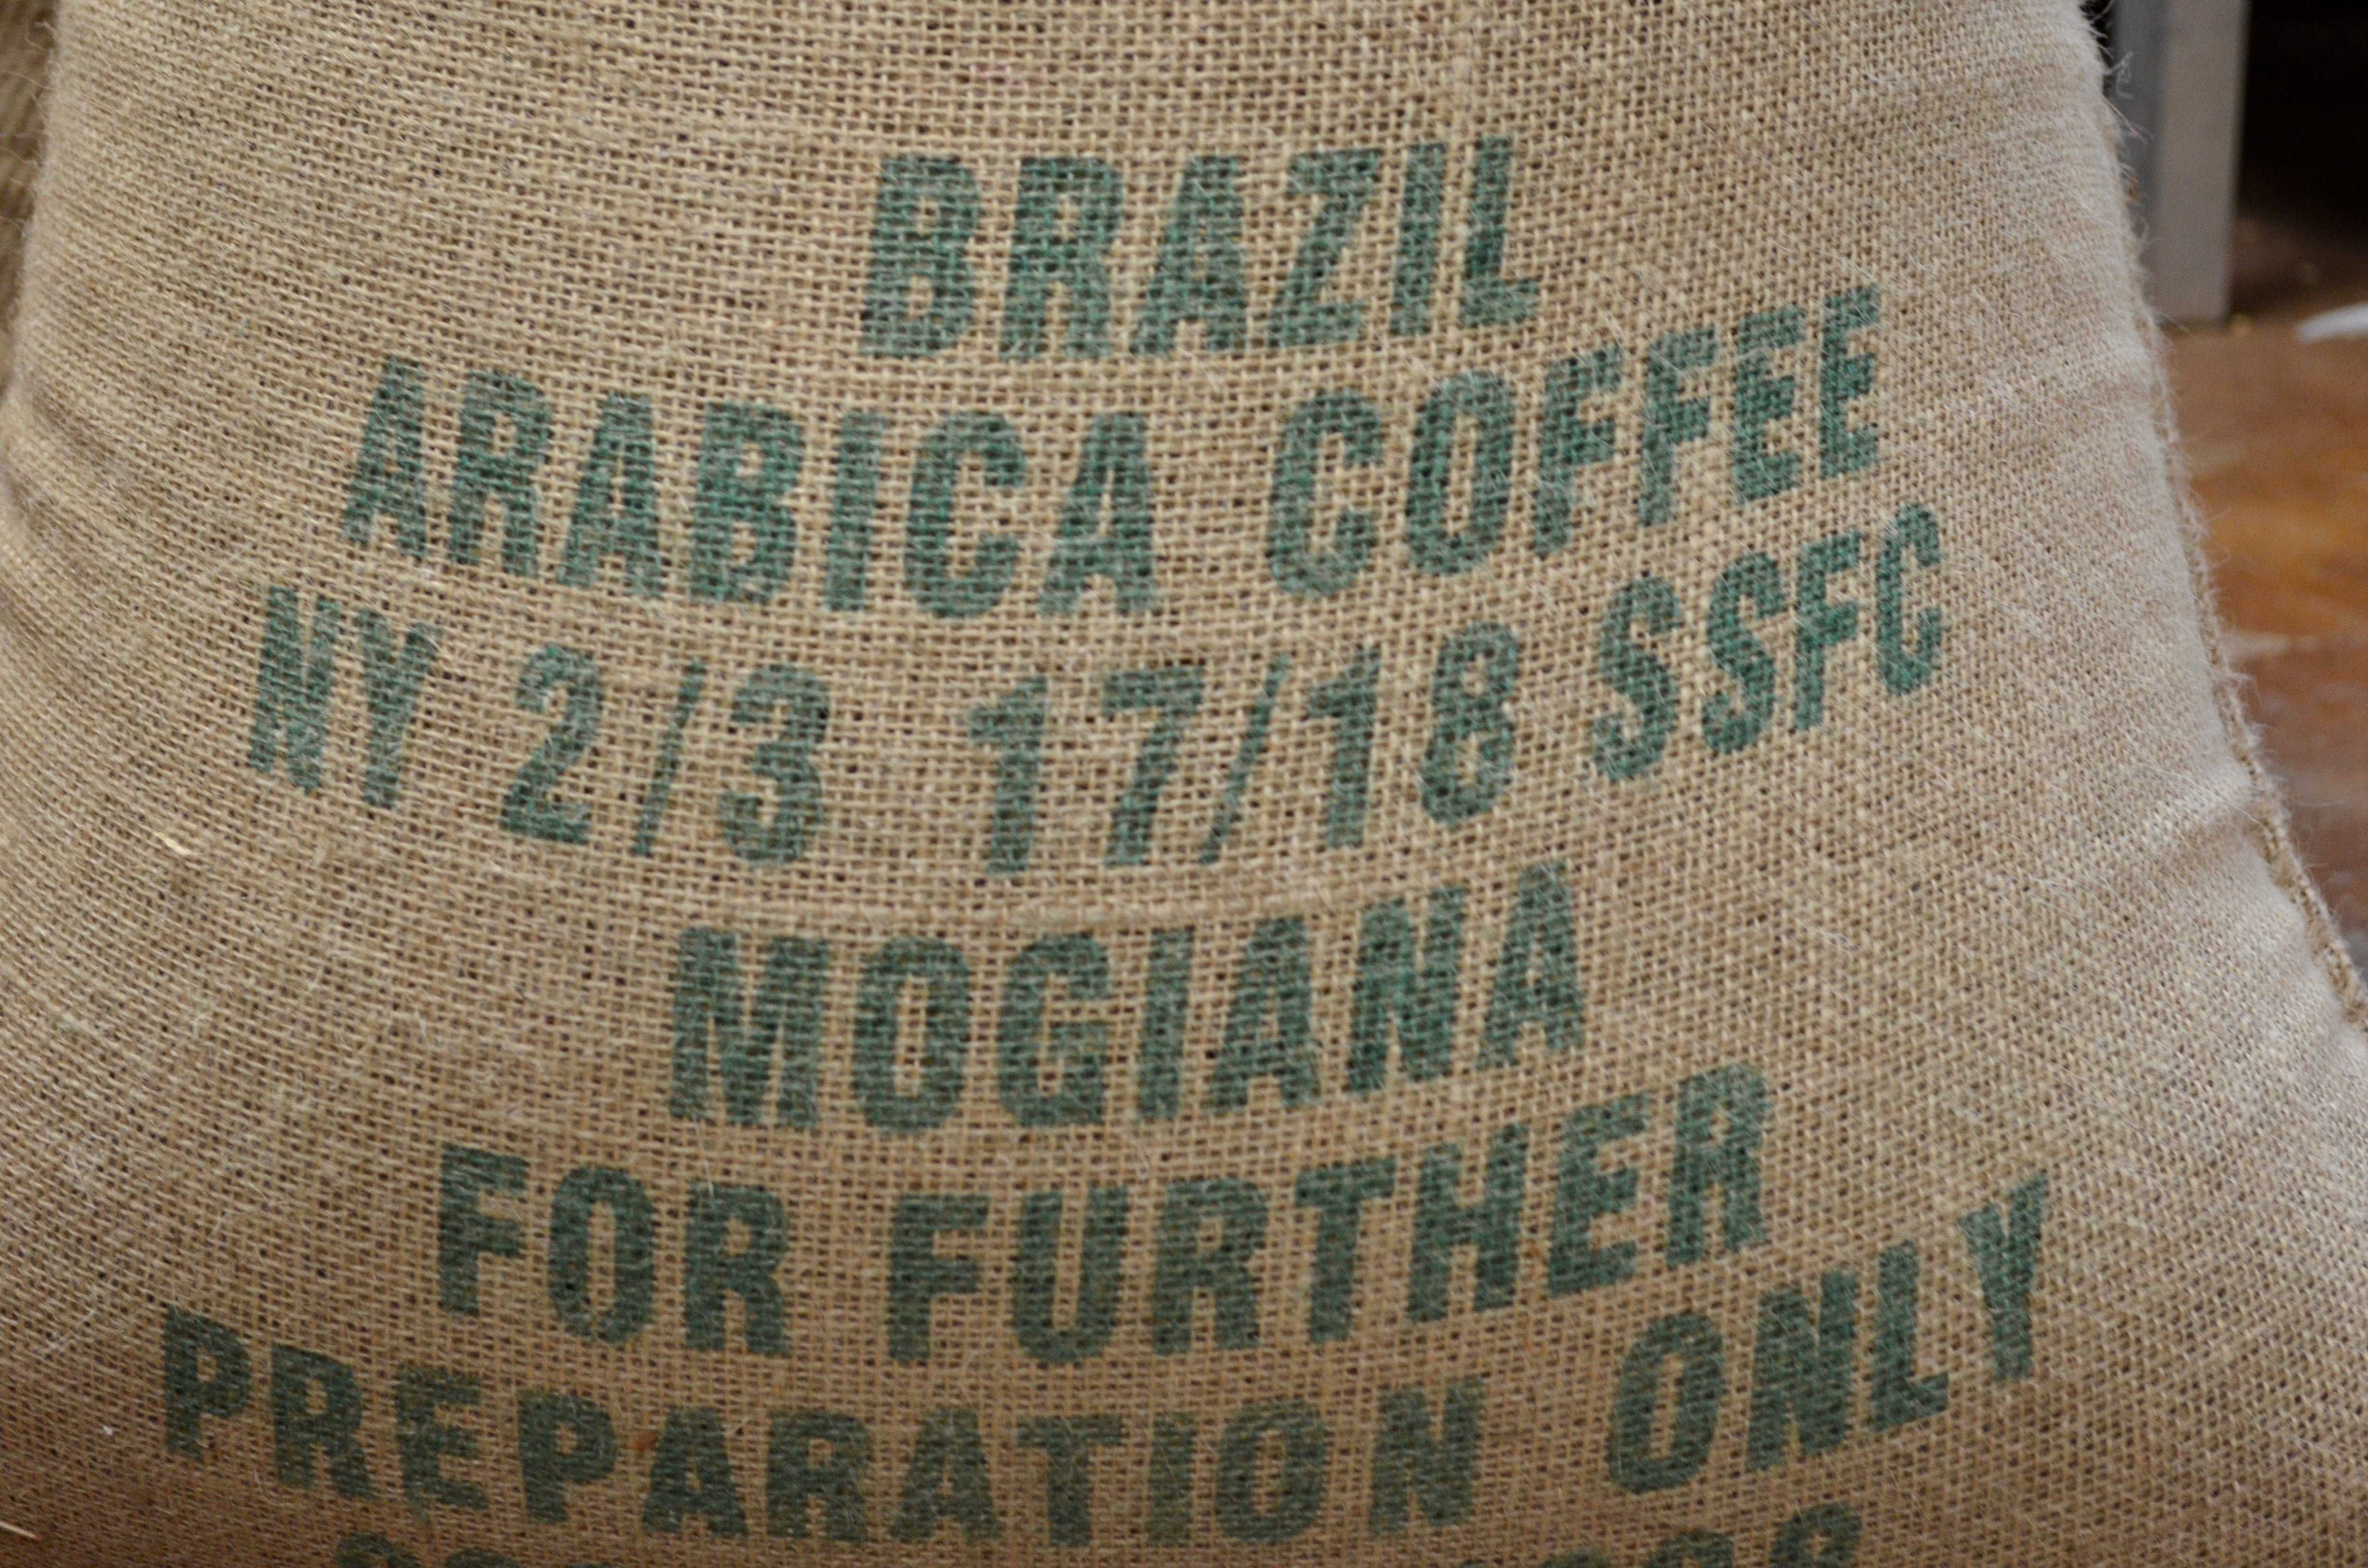 BRAZIL
ARABICA COFFEE
NY 2/3 17/18 SSFC
MOGIANA
FOR FURTHER
PREPARATION ONLY